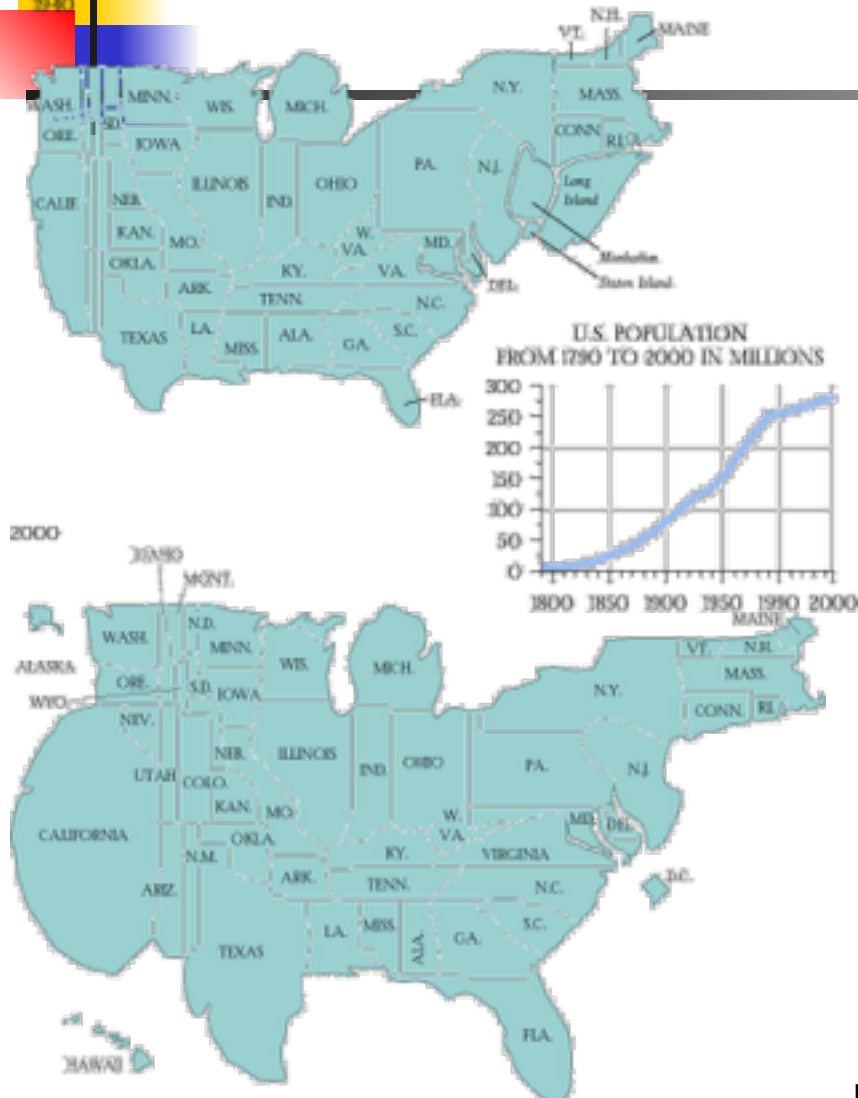 1940
N.H.
VT.
MAINE
WASH.
MINN.
WIS.
MICH.
N.Y.
MASS.
ORE.
S.D.
IOWA
CONN.
R.I.
CALIF.
NEB.
ILLINOIS
IND.
OHIO
PA.
N.J.
Long
Island
KAN.
MO.
W.
VA.
MD.
Manhattan
OKLA.
KY.
VA.
DEL.
Staten Island
ARK.
TENN.
N.C.
TEXAS
LA.
MISS.
ALA.
GA.
S.C.
FLA.
U.S. POPULATION
FROM 1790 TO 2000 IN MILLIONS
300
250
200
150
100
50
0
1800 1850 1900 1950 1990 2000
2000
IDAHO
MONT.
MAINE
WASH.
N.D.
MINN.
WIS.
MICH.
VT.
N.H.
MASS.
ALASKA
ORE.
S.D.
IOWA
N.Y.
CONN.
R.I.
WYO.
NEV.
NEB.
ILLINOIS
IND.
OHIO
PA.
N.J.
UTAH
COLO.
KAN.
MO.
W.
VA.
MD.
DEL.
CALIFORNIA
OKLA.
N.M.
KY.
VIRGINIA
D.C.
ARIZ.
ARK.
TENN.
N.C.
TEXAS
LA.
MISS.
ALA.
GA.
S.C.
FLA.
HAWAII